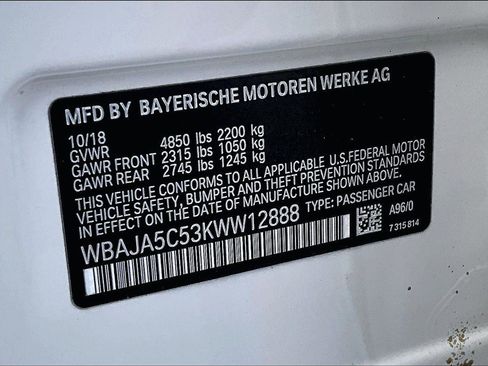 MFD BY BAYERISCHE MOTOREN WERKE AG
10/18
GVWR 4850 lbs 2200 kg
GAWR FRONT 2315 lbs 1050 kg
GAWR REAR 2745 lbs 1245 kg
THIS VEHICLE CONFORMS TO ALL APPLICABLE U.S.FEDERAL MOTOR
VEHICLE SAFETY, BUMPER AND THEFT PREVENTION STANDARDS
IN EFFECT ON THE DATE OF MANUFACTURE SHOWN ABOVE.
WBAJA5C53KWW12888 TYPE: PASSENGER CAR
A96/0
7 315 814